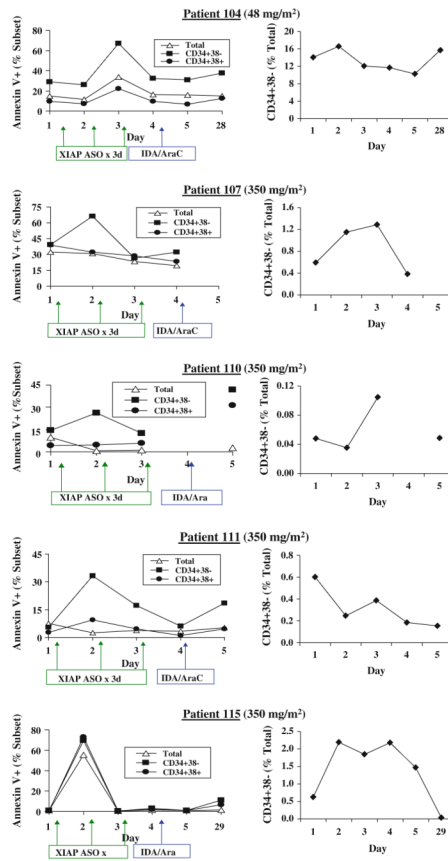 Patient 104 (48 mg/m²)
Annexin V+ (% Subset)
80
60
40
20
0
Total
CD34+38-
CD34+38+
1 2 3 4 5 28
Day
XIAP ASO x 3d
IDA/AraC
CD34+38- (% Total)
20
16
12
8
4
0
1 2 3 4 5 28
Day
Patient 107 (350 mg/m²)
Annexin V+ (% Subset)
75
60
45
30
15
0
Total
CD34+38-
CD34+38+
1 2 3 4 5
Day
XIAP ASO x 3d
IDA/AraC
CD34+38- (% Total)
1.6
1.2
0.8
0.4
0.0
1 2 3 4 5
Day
Patient 110 (350 mg/m²)
Annexin V+ (%Subset)
45
30
15
0
Total
CD34+38-
CD34+38+
1 2 3 4 5
Day
XIAP ASO x 3d
IDA/Ara
CD34+38- (% Total)
0.12
0.08
0.04
0.00
1 2 3 4 5
Day
Patient 111 (350 mg/m²)
Annexin V+ (% Subset)
45
30
15
0
Total
CD34+38-
CD34+38+
1 2 3 4 5
Day
XIAP ASO x 3d
IDA/AraC
CD34+38- (% Total)
0.8
0.6
0.4
0.2
0.0
1 2 3 4 5
Day
Patient 115 (350 mg/m²)
Annexin V+ (% Subset)
80
60
40
20
0
Total
CD34+38-
CD34+38+
1 2 3 4 5 29
Day
XIAP ASO x
IDA/Ara
CD34+38- (% Total)
2.5
2.0
1.5
1.0
0.5
0.0
1 2 3 4 5 29
Day